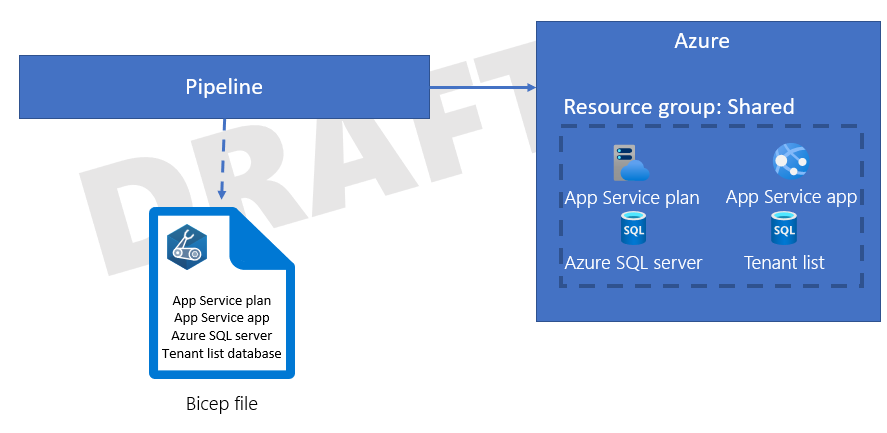 Pipeline
Azure
Resource group: Shared
App Service plan
App Service app
SQL
SQL
Azure SQL server
Tenant list
DRAFT
App Service plan
App Service app
Azure SQL server
Tenant list database
Bicep file